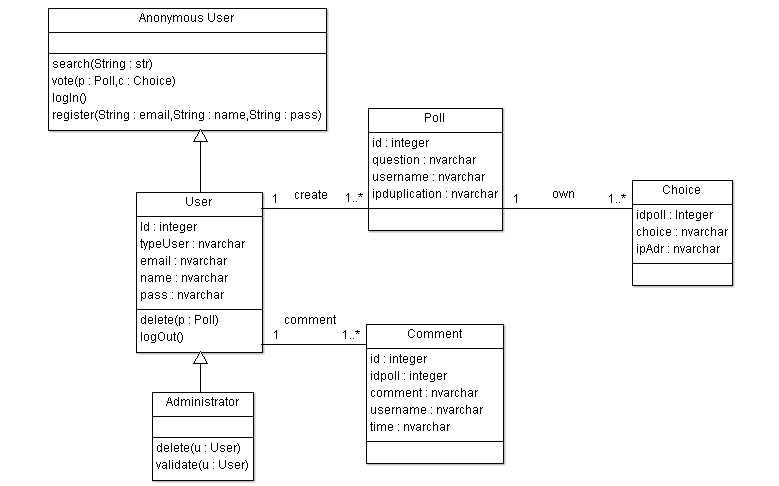 Anonymous User
search(String : str)
vote(p : Poll,c : Choice)
logIn()
register(String : email,String : name,String : pass)
User
Id : integer
typeUser : nvarchar
email : nvarchar
name : nvarchar
pass : nvarchar
delete(p : Poll)
logOut()
Administrator
delete(u : User)
validate(u : User)
1
create
1..*
Poll
id : integer
question : nvarchar
username : nvarchar
ipduplication : nvarchar
1
own
1..*
Choice
idpoll : Integer
choice : nvarchar
ipAdr : nvarchar
comment
1
1..*
Comment
id : integer
idpoll : integer
comment : nvarchar
username : nvarchar
time : nvarchar